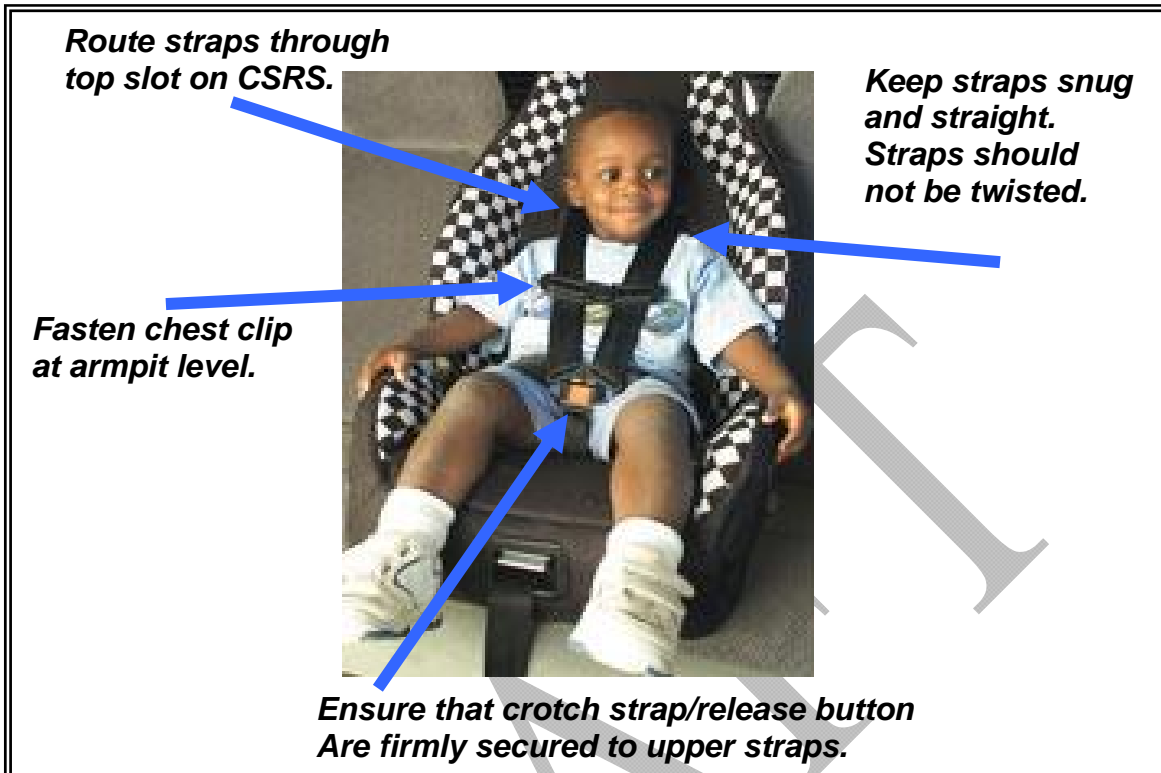 Route straps through
top slot on CSRS.
Keep straps snug
and straight.
Straps should
not be twisted.
Fasten chest clip
at armpit level.
Ensure that crotch strap/release button
Are firmly secured to upper straps.